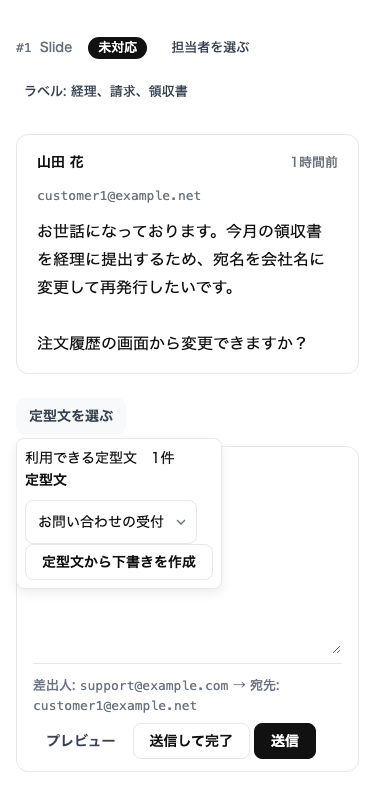 #1 Slide 未対応 担当者を選ぶ
ラベル: 経理、請求、領収書
山田 花 1時間前
customer1@example.net
お世話になっております。今月の領収書
を経理に提出するため、宛名を会社名に
変更して再発行したいです。
注文履歴の画面から変更できますか？
定型文を選ぶ
利用できる定型文 1件
定型文
お問い合わせの受付
定型文から下書きを作成
差出人: support@example.com → 宛先:
customer1@example.net
プレビュー 送信して完了 送信